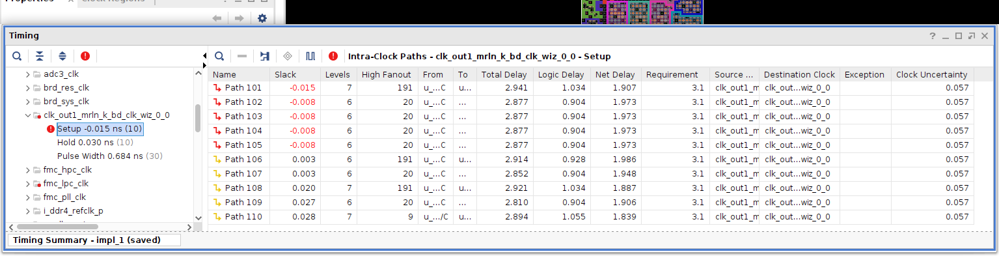 Properties
Clock Regions
Timing
Intra-Clock Paths - clk_out1_mrln_k_bd_clk_wiz_0_0 - Setup
adc3_clk
brd_res_clk
brd_sys_clk
clk_out1_mrln_k_bd_clk_wiz_0_0
Setup -0.015 ns (10)
Hold 0.030 ns (10)
Pulse Width 0.684 ns (30)
fmc_hpc_clk
fmc_lpc_clk
fmc_pll_clk
i_ddr4_refclk_p
Name Slack Levels High Fanout From To Total Delay Logic Delay Net Delay Requirement Source ... Destination Clock Exception Clock Uncertainty
Path 101 -0.015 7 191 u_...C u... 2.941 1.034 1.907 3.1 clk_out1_m clk_out...wiz_0_0 0.057
Path 102 -0.008 6 20 u_...C ... 2.877 0.904 1.973 3.1 clk_out1_m clk_out...wiz_0_0 0.057
Path 103 -0.008 6 20 u_...C ... 2.877 0.904 1.973 3.1 clk_out1_m clk_out...wiz_0_0 0.057
Path 104 -0.008 6 20 u_...C ... 2.877 0.904 1.973 3.1 clk_out1_m clk_out...wiz_0_0 0.057
Path 105 -0.008 6 20 u_...C ... 2.877 0.904 1.973 3.1 clk_out1_m clk_out...wiz_0_0 0.057
Path 106 0.003 6 191 u_...C u... 2.914 0.928 1.986 3.1 clk_out1_m clk_out...wiz_0_0 0.057
Path 107 0.003 6 20 u_...C ... 2.852 0.904 1.948 3.1 clk_out1_m clk_out...wiz_0_0 0.057
Path 108 0.020 7 191 u_...C u... 2.921 1.034 1.887 3.1 clk_out1_m clk_out...wiz_0_0 0.057
Path 109 0.027 6 20 u_...C ... 2.810 0.904 1.906 3.1 clk_out1_m clk_out...wiz_0_0 0.057
Path 110 0.028 7 9 u_.../C u... 2.894 1.055 1.839 3.1 clk_out1_m clk_out...wiz_0_0 0.057
Timing Summary - impl_1 (saved)